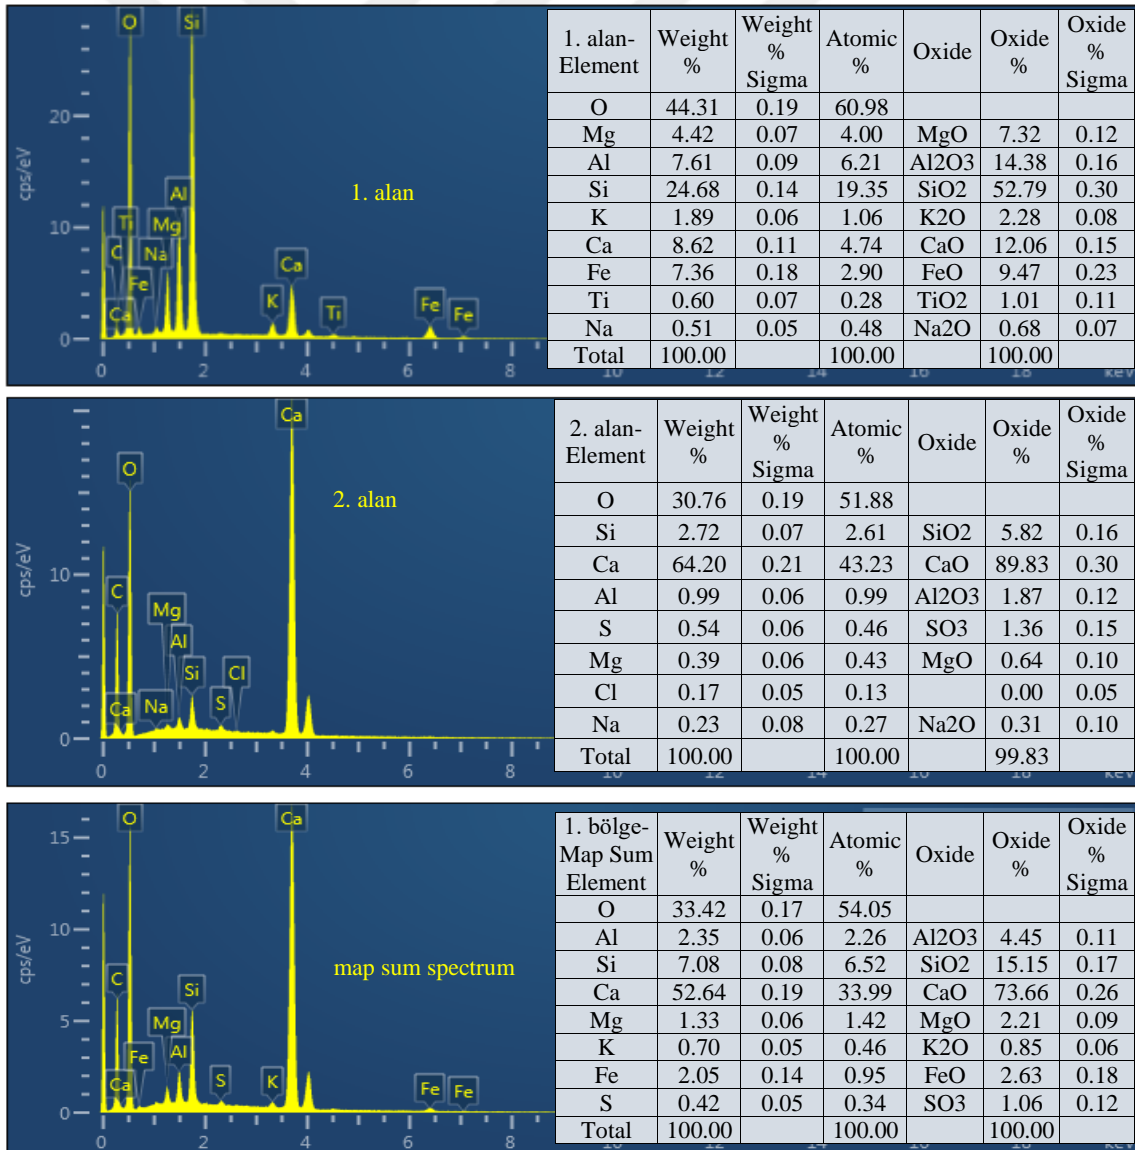 O Si
C Ca Ti Fe Na Mg Al
K Ca Ti Fe Fe
cps/eV
20
10
0
0 2 4 6 8 10 12 14 16 18 keV
1. alan
1. alan-Element Weight % Weight % Sigma Atomic % Oxide Oxide % Oxide % Sigma
O 44.31 0.19 60.98
Mg 4.42 0.07 4.00 MgO 7.32 0.12
Al 7.61 0.09 6.21 Al2O3 14.38 0.16
Si 24.68 0.14 19.35 SiO2 52.79 0.30
K 1.89 0.06 1.06 K2O 2.28 0.08
Ca 8.62 0.11 4.74 CaO 12.06 0.15
Fe 7.36 0.18 2.90 FeO 9.47 0.23
Ti 0.60 0.07 0.28 TiO2 1.01 0.11
Na 0.51 0.05 0.48 Na2O 0.68 0.07
Total 100.00 100.00 100.00
Ca
O
C Ca Na Mg Al Si S Cl
cps/eV
10
0
0 2 4 6 8 10 12 14 16 18 keV
2. alan
2. alan-Element Weight % Weight % Sigma Atomic % Oxide Oxide % Oxide % Sigma
O 30.76 0.19 51.88
Si 2.72 0.07 2.61 SiO2 5.82 0.16
Ca 64.20 0.21 43.23 CaO 89.83 0.30
Al 0.99 0.06 0.99 Al2O3 1.87 0.12
S 0.54 0.06 0.46 SO3 1.36 0.15
Mg 0.39 0.06 0.43 MgO 0.64 0.10
Cl 0.17 0.05 0.13 0.00 0.05
Na 0.23 0.08 0.27 Na2O 0.31 0.10
Total 100.00 100.00 99.83
O Ca
C Ca Fe Mg Al Si S K Fe Fe
cps/eV
15
10
5
0
0 2 4 6 8 10 12 14 16 18 keV
map sum spectrum
1. bölge-Map Sum Element Weight % Weight % Sigma Atomic % Oxide Oxide % Oxide % Sigma
O 33.42 0.17 54.05
Al 2.35 0.06 2.26 Al2O3 4.45 0.11
Si 7.08 0.08 6.52 SiO2 15.15 0.17
Ca 52.64 0.19 33.99 CaO 73.66 0.26
Mg 1.33 0.06 1.42 MgO 2.21 0.09
K 0.70 0.05 0.46 K2O 0.85 0.06
Fe 2.05 0.14 0.95 FeO 2.63 0.18
S 0.42 0.05 0.34 SO3 1.06 0.12
Total 100.00 100.00 100.00